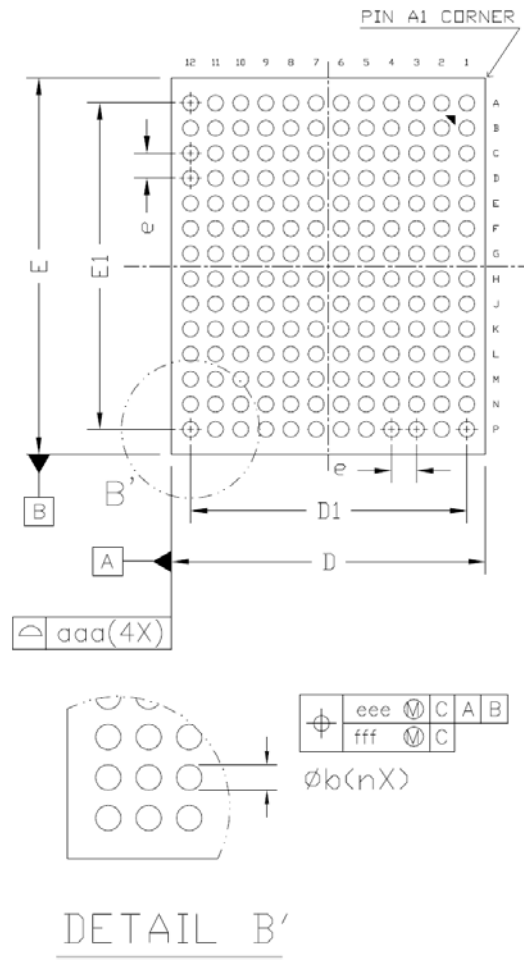 PIN A1 CORNER
12 11 10 9 8 7 6 5 4 3 2 1
A
B
C
D
E
F
G
H
J
K
L
M
N
P
e
E
E1
e
B'
D1
B
A
D
aaa(4X)
eee Ⓜ C A B
fff Ⓜ C
Øb(nX)
DETAIL B'